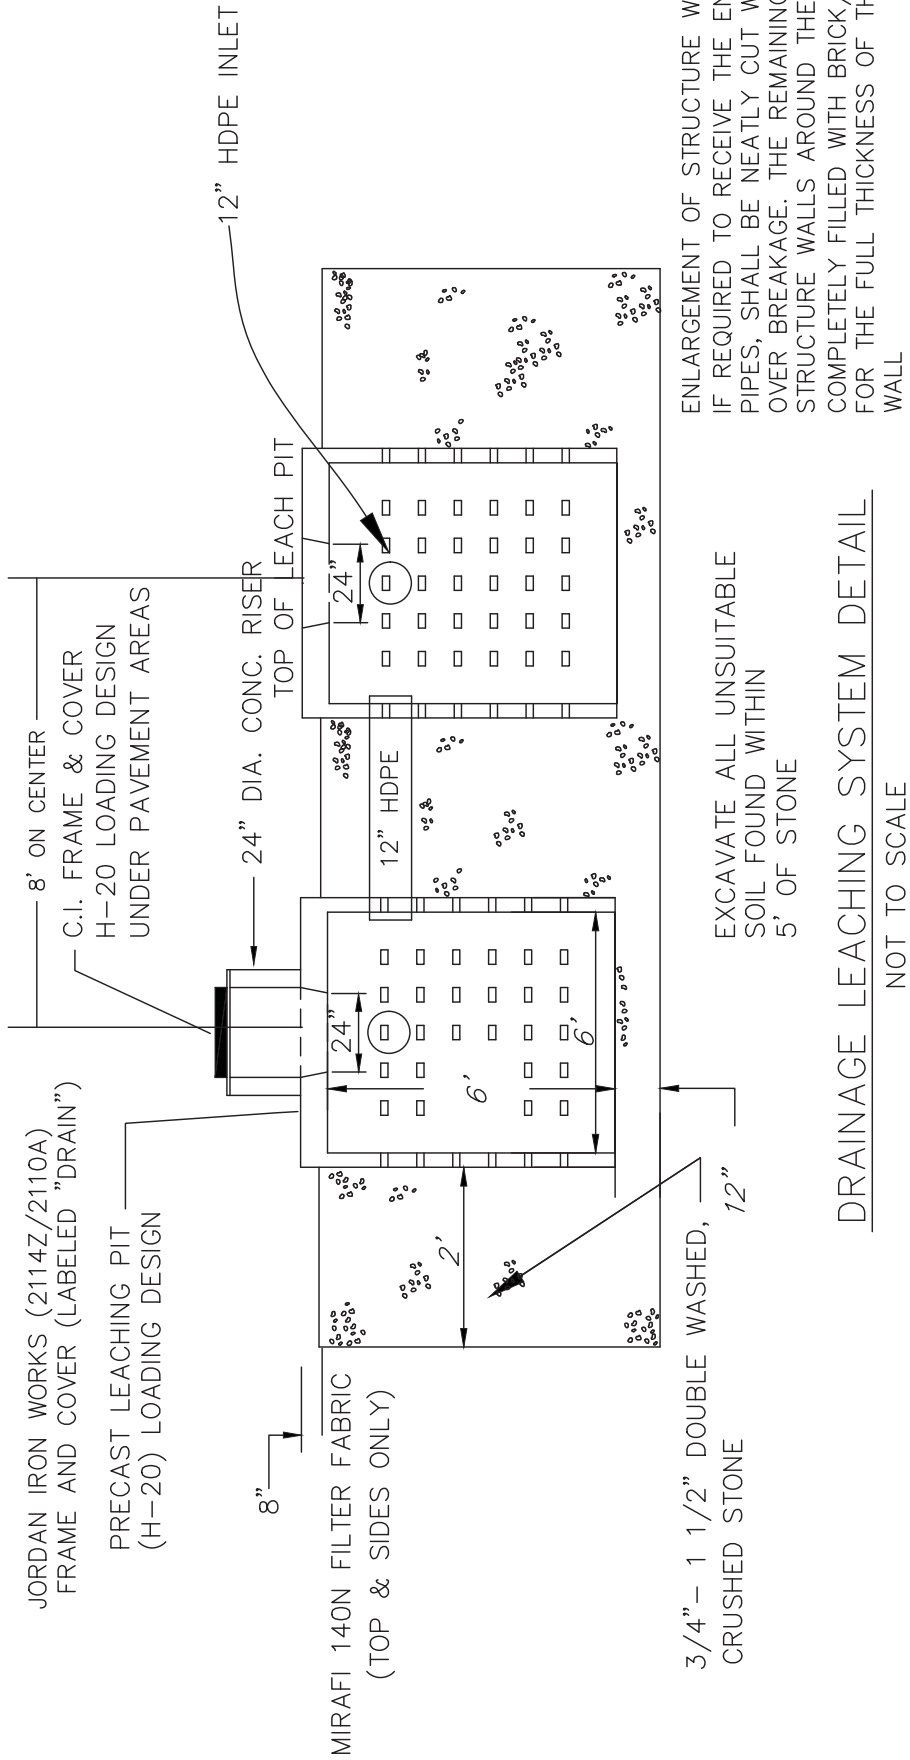 JORDAN IRON WORKS (2114Z/2110A)
FRAME AND COVER (LABELED "DRAIN")
PRECAST LEACHING PIT
(H-20) LOADING DESIGN
8"
MIRAFI 140N FILTER FABRIC
(TOP & SIDES ONLY)
8' ON CENTER
C.I. FRAME & COVER
H-20 LOADING DESIGN
UNDER PAVEMENT AREAS
24" DIA. CONC. RISER
TOP OF LEACH PIT
12" HDPE INLET
24"
24"
12" HDPE
6'
6'
2'
12"
3/4"- 1 1/2" DOUBLE WASHED,
CRUSHED STONE
EXCAVATE ALL UNSUITABLE
SOIL FOUND WITHIN
5' OF STONE
ENLARGEMENT OF STRUCTURE
IF REQUIRED TO RECEIVE THE
PIPES, SHALL BE NEATLY CUT
OVER BREAKAGE. THE REMAINING
STRUCTURE WALLS AROUND THE
COMPLETELY FILLED WITH BRICK,
FOR THE FULL THICKNESS OF
WALL
DRAINAGE LEACHING SYSTEM DETAIL
NOT TO SCALE